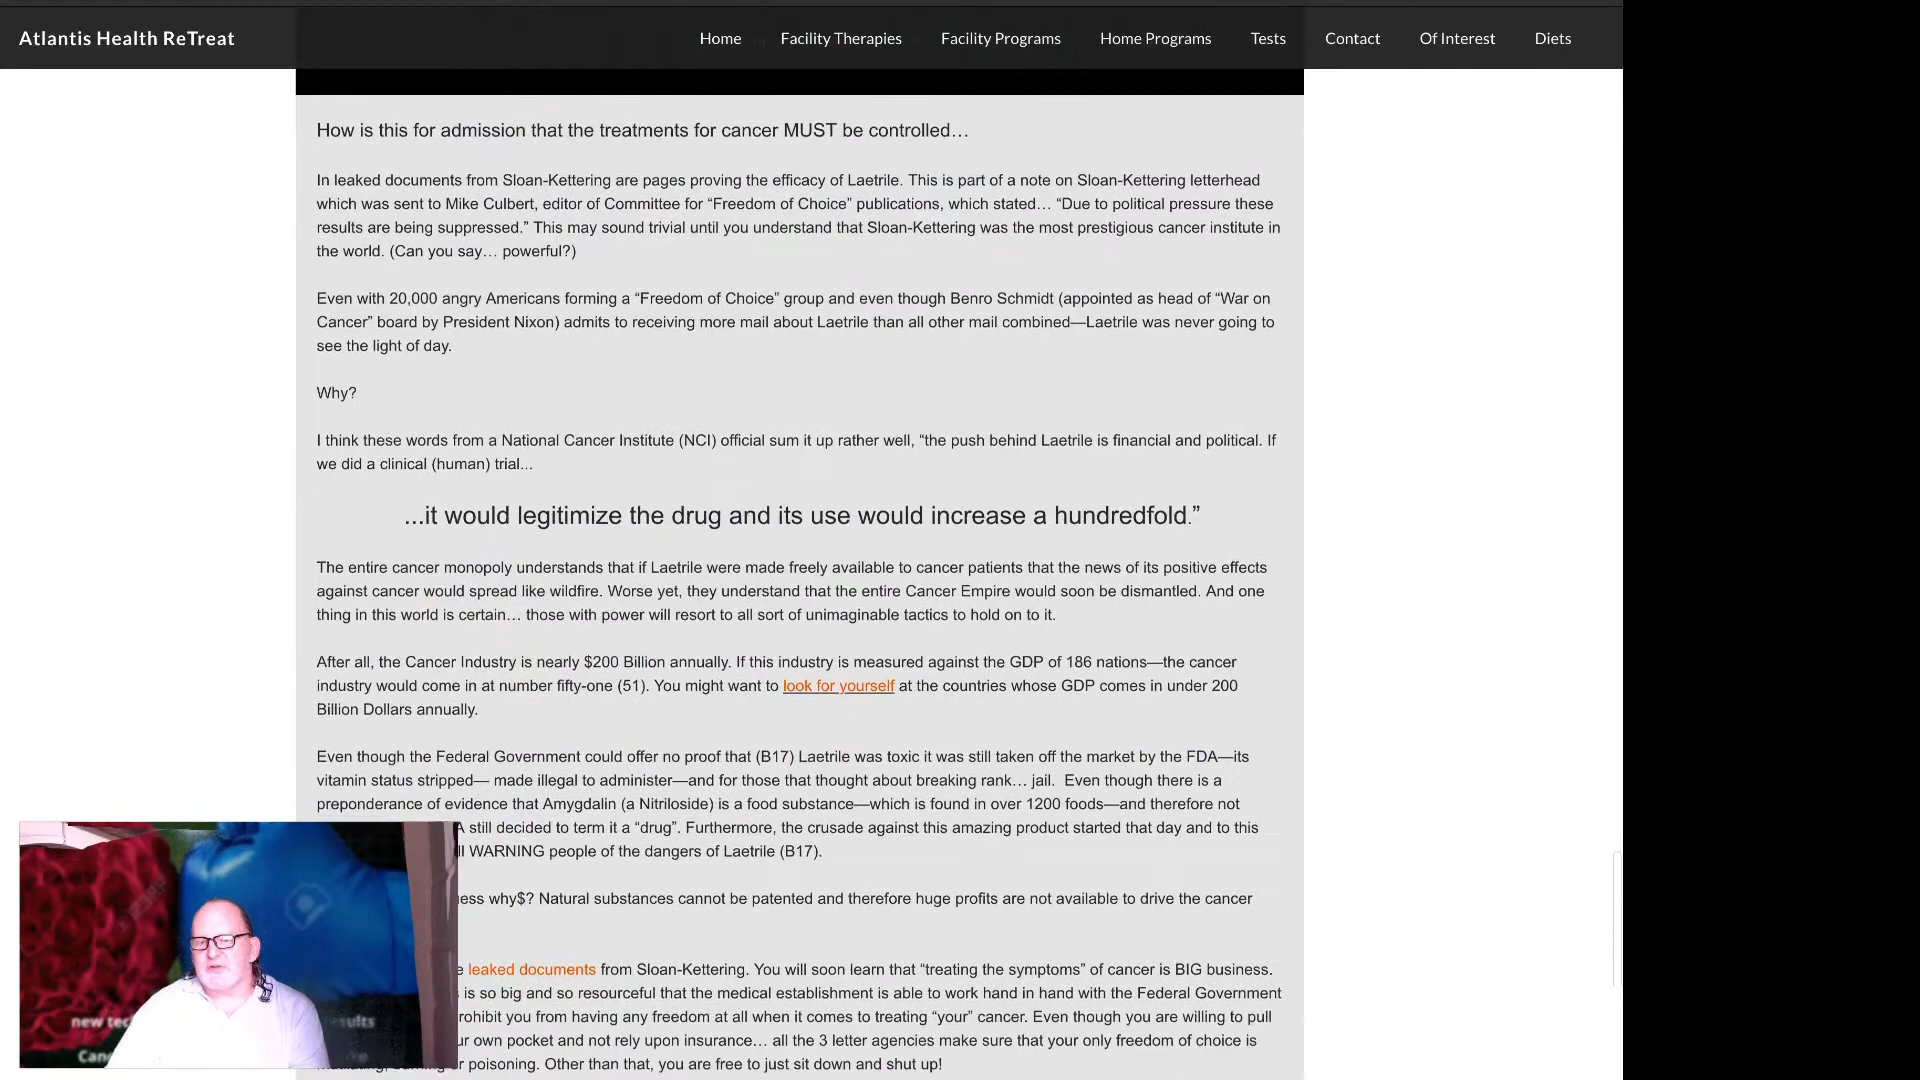 Atlantis Health ReTreat
Home Facility Therapies Facility Programs Home Programs Tests Contact Of Interest Diets
How is this for admission that the treatments for cancer MUST be controlled…
In leaked documents from Sloan-Kettering are pages proving the efficacy of Laetrile. This is part of a note on Sloan-Kettering letterhead
which was sent to Mike Culbert, editor of Committee for “Freedom of Choice” publications, which stated… “Due to political pressure these
results are being suppressed.” This may sound trivial until you understand that Sloan-Kettering was the most prestigious cancer institute in
the world. (Can you say… powerful?)
Even with 20,000 angry Americans forming a “Freedom of Choice” group and even though Benro Schmidt (appointed as head of “War on
Cancer” board by President Nixon) admits to receiving more mail about Laetrile than all other mail combined—Laetrile was never going to
see the light of day.
Why?
I think these words from a National Cancer Institute (NCI) official sum it up rather well, “the push behind Laetrile is financial and political. If
we did a clinical (human) trial...
...it would legitimize the drug and its use would increase a hundredfold.”
The entire cancer monopoly understands that if Laetrile were made freely available to cancer patients that the news of its positive effects
against cancer would spread like wildfire. Worse yet, they understand that the entire Cancer Empire would soon be dismantled. And one
thing in this world is certain… those with power will resort to all sort of unimaginable tactics to hold on to it.
After all, the Cancer Industry is nearly $200 Billion annually. If this industry is measured against the GDP of 186 nations—the cancer
industry would come in at number fifty-one (51). You might want to look for yourself at the countries whose GDP comes in under 200
Billion Dollars annually.
Even though the Federal Government could offer no proof that (B17) Laetrile was toxic it was still taken off the market by the FDA—its
vitamin status stripped— made illegal to administer—and for those that thought about breaking rank… jail. Even though there is a
preponderance of evidence that Amygdalin (a Nitriloside) is a food substance—which is found in over 1200 foods—and therefore not
still decided to term it a “drug”. Furthermore, the crusade against this amazing product started that day and to this
WARNING people of the dangers of Laetrile (B17).
why$? Natural substances cannot be patented and therefore huge profits are not available to drive the cancer
leaked documents from Sloan-Kettering. You will soon learn that “treating the symptoms” of cancer is BIG business.
is so big and so resourceful that the medical establishment is able to work hand in hand with the Federal Government
you from having any freedom at all when it comes to treating “your” cancer. Even though you are willing to pull
own pocket and not rely upon insurance… all the 3 letter agencies make sure that your only freedom of choice is
poisoning. Other than that, you are free to just sit down and shut up!
new